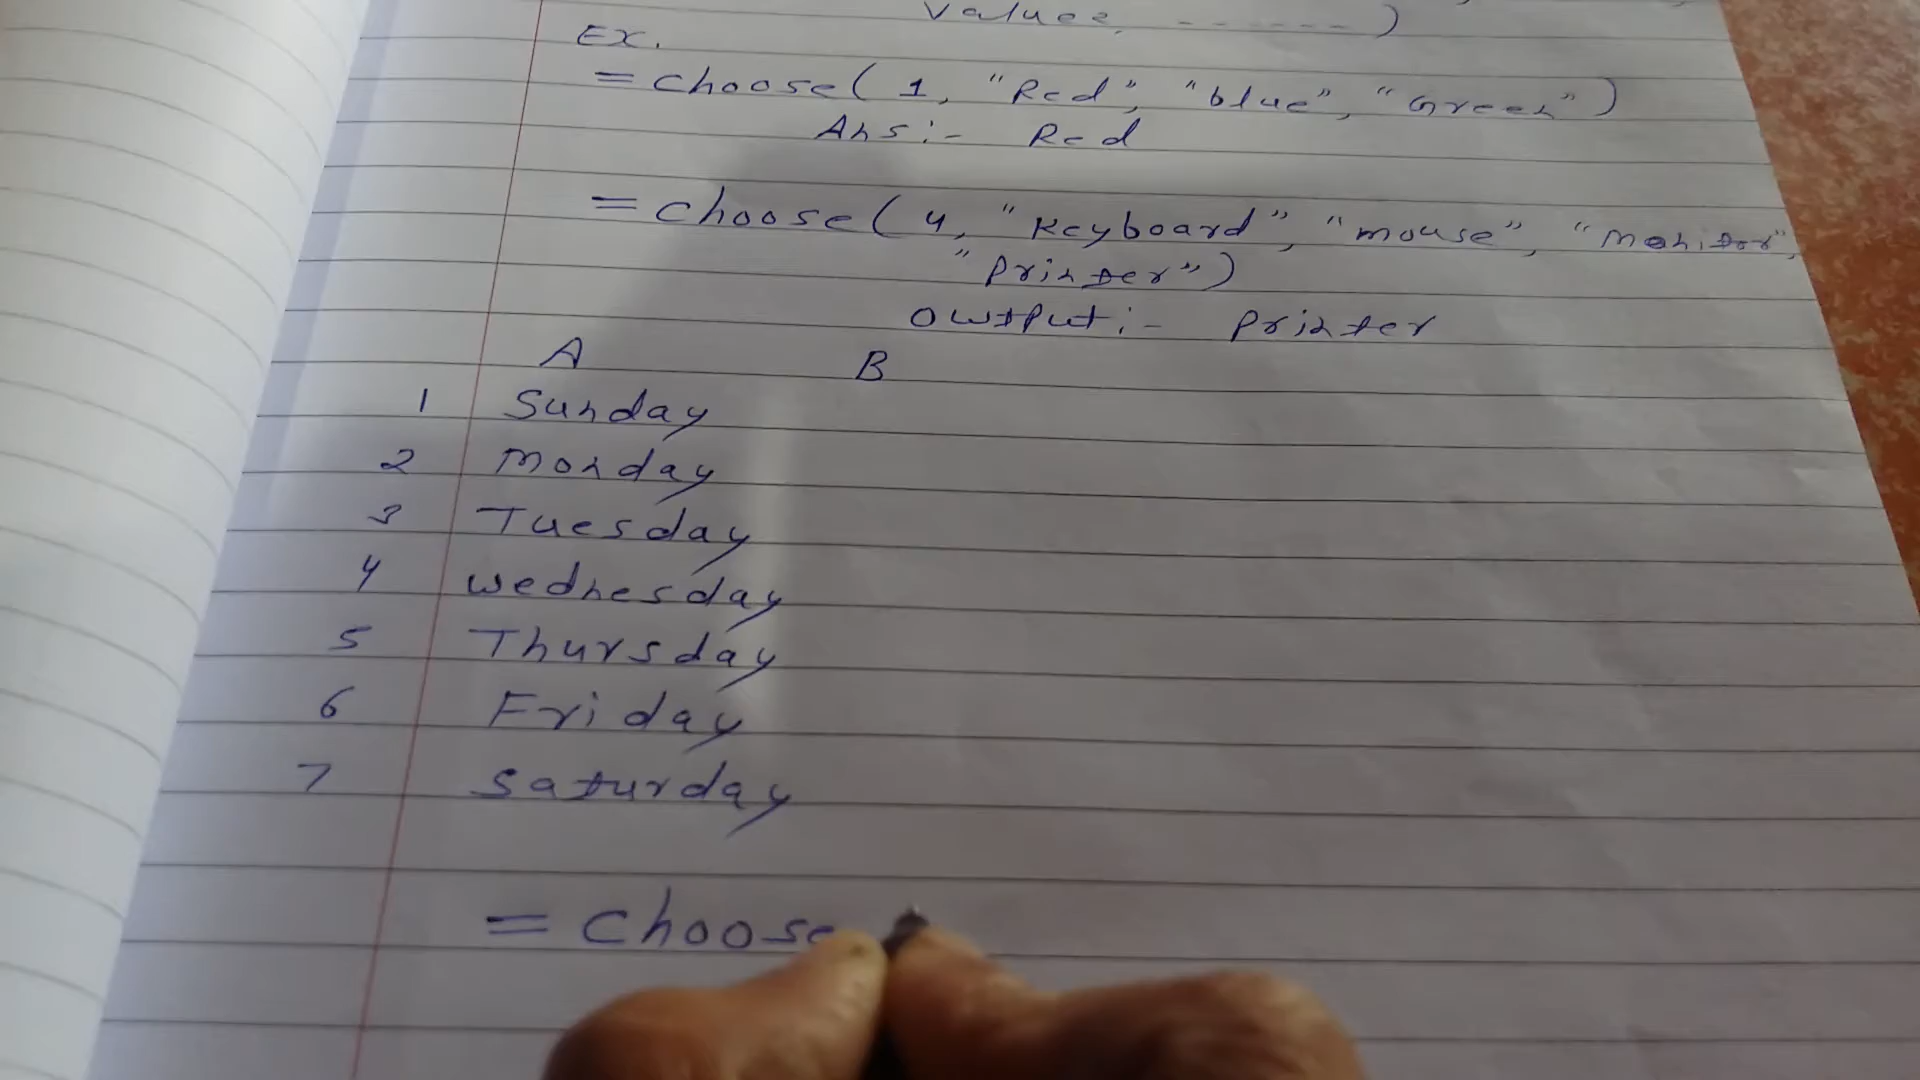 Value2, ------)
EX.
=choose( 1, "Red", "blue", "Green")
Ans:- Red
=choose( 4, "Keyboard", "mouse", "monitor",
"printer")
Output:- Printer
A B
1 Sunday
2 monday
3 Tuesday
4 wednesday
5 Thursday
6 Friday
7 saturday
= choose